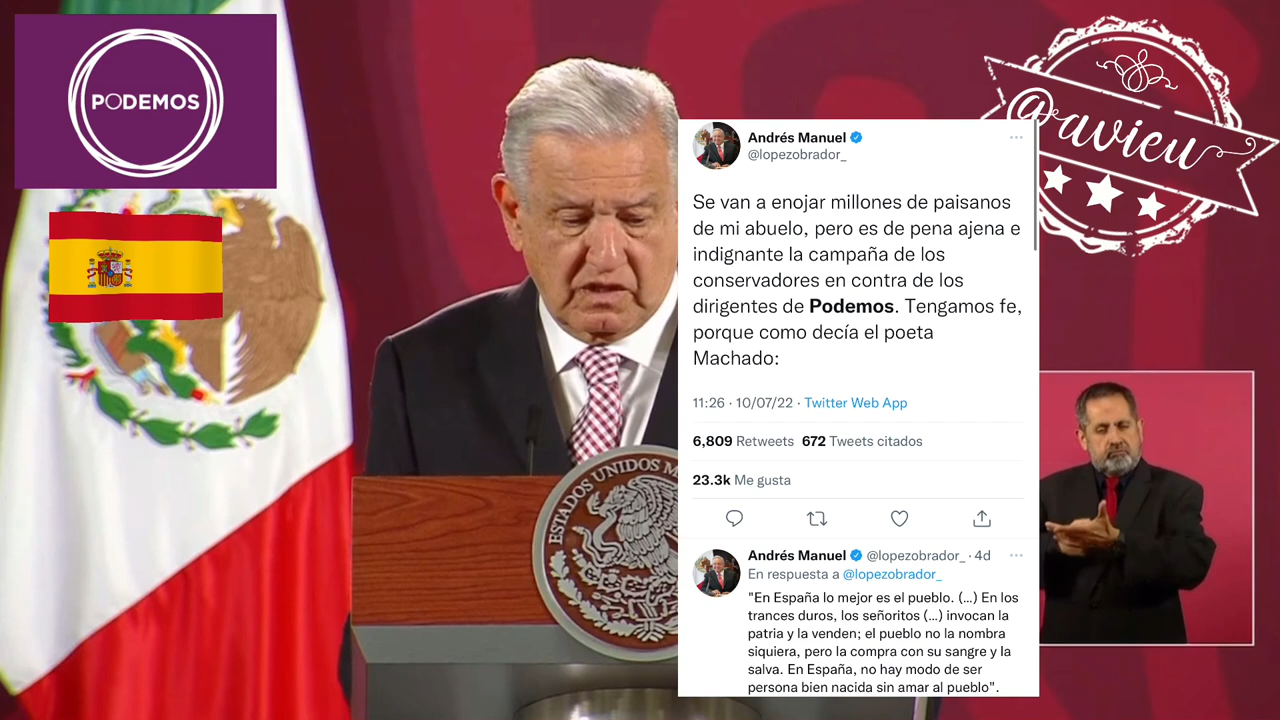 PODEMOS
@avieu
ESTADOS UNIDOS M
Andrés Manuel
@lopezobrador_
Se van a enojar millones de paisanos
de mi abuelo, pero es de pena ajena e
indignante la campaña de los
conservadores en contra de los
dirigentes de Podemos. Tengamos fe,
porque como decía el poeta
Machado:
11:26 · 10/07/22 · Twitter Web App
6,809 Retweets 672 Tweets citados
23.3k Me gusta
Andrés Manuel @lopezobrador_ · 4d
En respuesta a @lopezobrador_
"En España lo mejor es el pueblo. (...) En los
trances duros, los señoritos (...) invocan la
patria y la venden; el pueblo no la nombra
siquiera, pero la compra con su sangre y la
salva. En España, no hay modo de ser
persona bien nacida sin amar al pueblo".